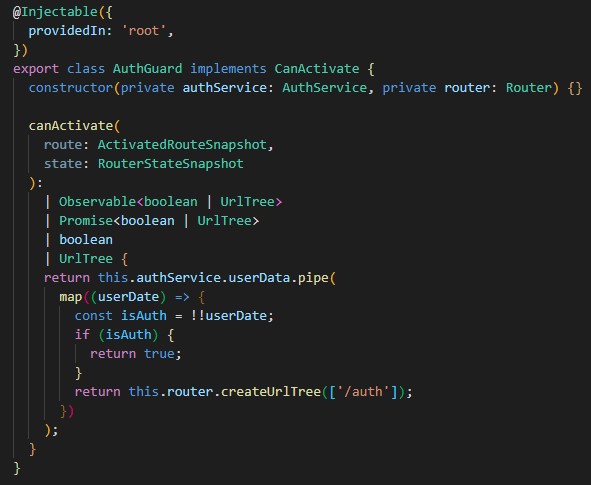 @Injectable({
  providedIn: 'root',
})
export class AuthGuard implements CanActivate {
  constructor(private authService: AuthService, private router: Router) {}

  canActivate(
    route: ActivatedRouteSnapshot,
    state: RouterStateSnapshot
  ):
    | Observable<boolean | UrlTree>
    | Promise<boolean | UrlTree>
    | boolean
    | UrlTree {
    return this.authService.userData.pipe(
      map((userDate) => {
        const isAuth = !!userDate;
        if (isAuth) {
          return true;
        }
        return this.router.createUrlTree(['/auth']);
      })
    );
  }
}